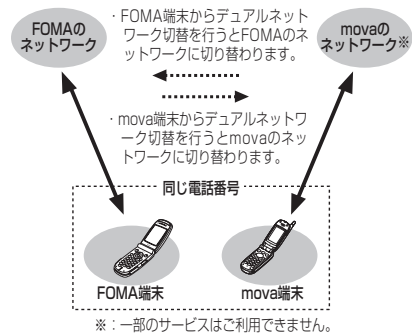 FOMAの
ネットワーク
・FOMA端末からデュアルネット
ワーク切替を行うとFOMAのネ
ットワークに切り替わります。
movaの
ネットワーク※
・mova端末からデュアルネットワ
ーク切替を行うとmovaのネッ
トワークに切り替わります。
同じ電話番号
FOMA端末
mova端末
※：一部のサービスはご利用できません。